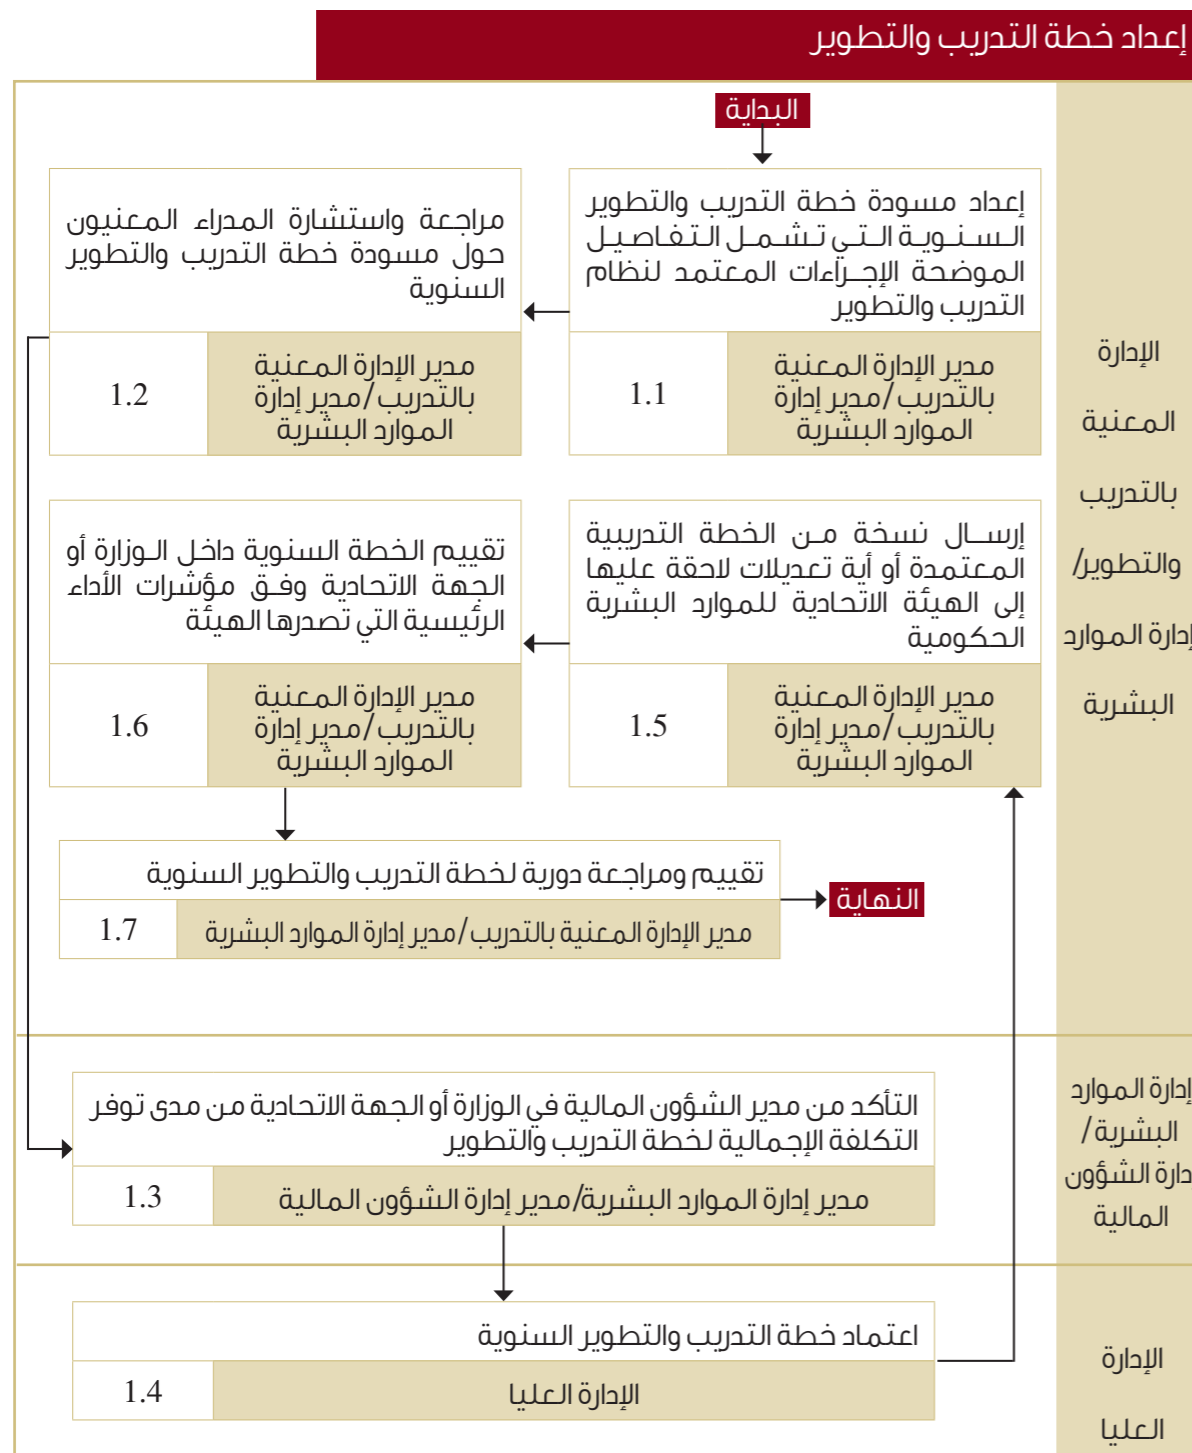 إعداد خطة التدريب والتطوير
البداية
إعداد مسودة خطة التدريب والتطوير
السنوية التي تشمل التفاصيل
الموضحة الإجراءات المعتمد لنظام
التدريب والتطوير
مدير الإدارة المعنية
بالتدريب/مدير إدارة
الموارد البشرية
1.1
مراجعة واستشارة المدراء المعنيون
حول مسودة خطة التدريب والتطوير
السنوية
مدير الإدارة المعنية
بالتدريب/مدير إدارة
الموارد البشرية
1.2
إرسال نسخة من الخطة التدريبية
المعتمدة أو أية تعديلات لاحقة عليها
إلى الهيئة الاتحادية للموارد البشرية
الحكومية
مدير الإدارة المعنية
بالتدريب/مدير إدارة
الموارد البشرية
1.5
تقييم الخطة السنوية داخل الوزارة أو
الجهة الاتحادية وفق مؤشرات الأداء
الرئيسية التي تصدرها الهيئة
مدير الإدارة المعنية
بالتدريب/مدير إدارة
الموارد البشرية
1.6
تقييم ومراجعة دورية لخطة التدريب والتطوير السنوية
مدير الإدارة المعنية بالتدريب/مدير إدارة الموارد البشرية
1.7
النهاية
الإدارة
المعنية
بالتدريب
والتطوير/
إدارة الموارد
البشرية
إدارة الموارد
البشرية/
دارة الشؤون
المالية
التأكد من مدير الشؤون المالية في الوزارة أو الجهة الاتحادية من مدى توفر
التكلفة الإجمالية لخطة التدريب والتطوير
مدير إدارة الموارد البشرية/مدير إدارة الشؤون المالية
1.3
الإدارة
العليا
اعتماد خطة التدريب والتطوير السنوية
الإدارة العليا
1.4